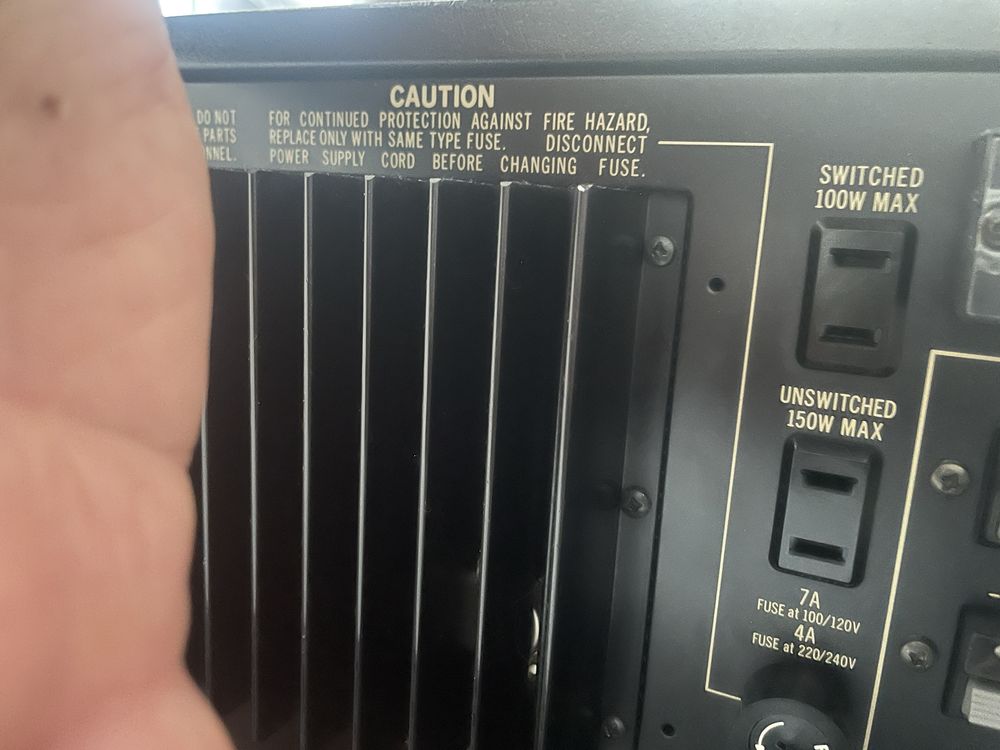 CAUTION
DO NOT
PARTS
FOR CONTINUED PROTECTION AGAINST FIRE HAZARD,
REPLACE ONLY WITH SAME TYPE FUSE. DISCONNECT
POWER SUPPLY CORD BEFORE CHANGING FUSE.
SWITCHED
100W MAX
UNSWITCHED
150W MAX
7A
FUSE at 100/120V
4A
FUSE at 220/240V